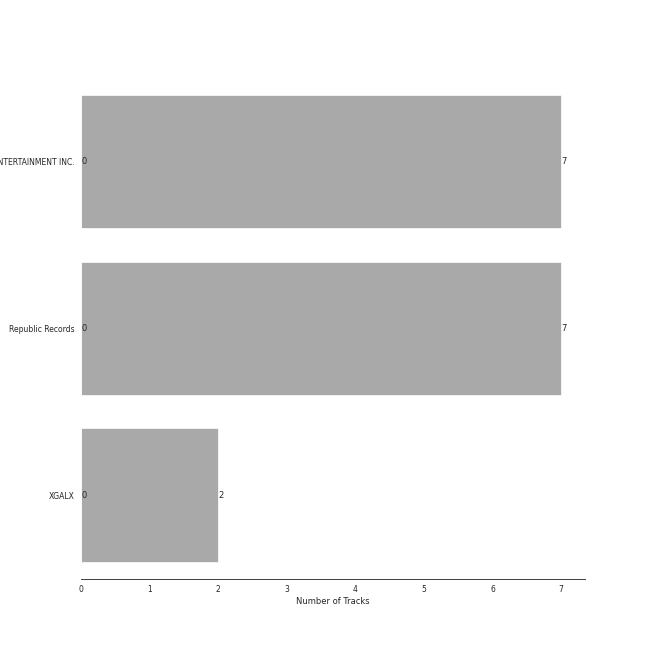 NTERTAINMENT INC. 0 7
Republic Records 0 7
XGALX 0 2
0 1 2 3 4 5 6 7
Number of Tracks